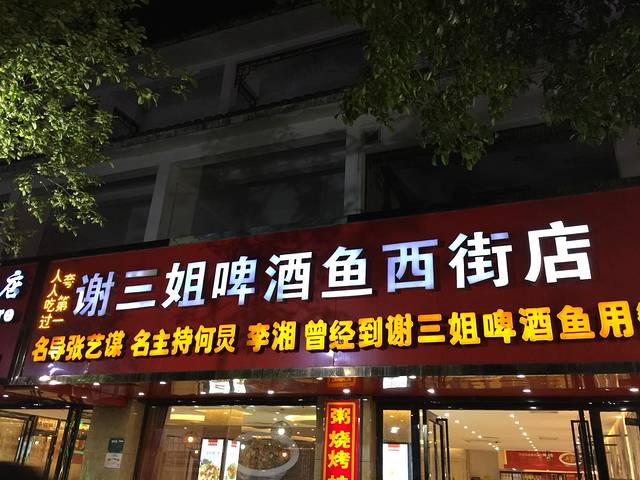 店
人人夸
吃过第一
谢三姐啤酒鱼西街店
名导张艺谋 名主持何炅 李湘 曾经到谢三姐啤酒鱼用
粥烧烤